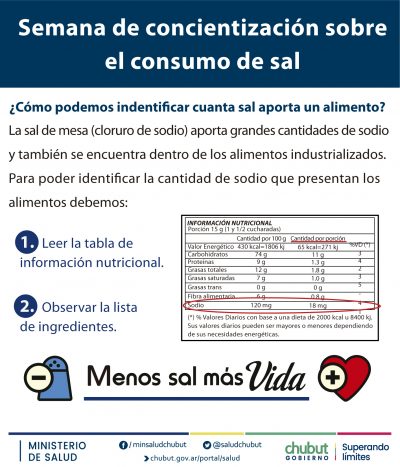 Semana de concientización sobre
el consumo de sal
¿Cómo podemos indentificar cuanta sal aporta un alimento?
La sal de mesa (cloruro de sodio) aporta grandes cantidades de sodio
y también se encuentra dentro de los alimentos industrializados.
Para poder identificar la cantidad de sodio que presentan los
alimentos debemos:
1. Leer la tabla de
información nutricional.
2. Observar la lista
de ingredientes.
INFORMACIÓN NUTRICIONAL
Porción 15 g (1 y 1/2 cucharadas)
Cantidad por 100 g Cantidad por porción %VD (*)
Valor Energético 430 kcal=1806 kj 65 kcal=271 kj 3
Carbohidratos 74 g 11 g 4
Proteinas 9 g 1.3 g 2
Grasas totales 12 g 1.8 g 3
Grasas saturadas 7 g 1.0 g
Grasas trans 0 g 0 g
Fibra alimentaria 6 g 0.8 g
Sodio 120 mg 18 mg
(*) % Valores Diarios con base a una dieta de 2000 kcal u 8400 kj.
Sus valores diarios pueden ser mayores o menores dependiendo
de sus necesidades energéticas.
Menos sal más Vida
MINISTERIO
DE SALUD
/minsaludchubut @saludchubut
chubut.gov.ar/portal/salud
chubut
GOBIERNO
Superando
límites